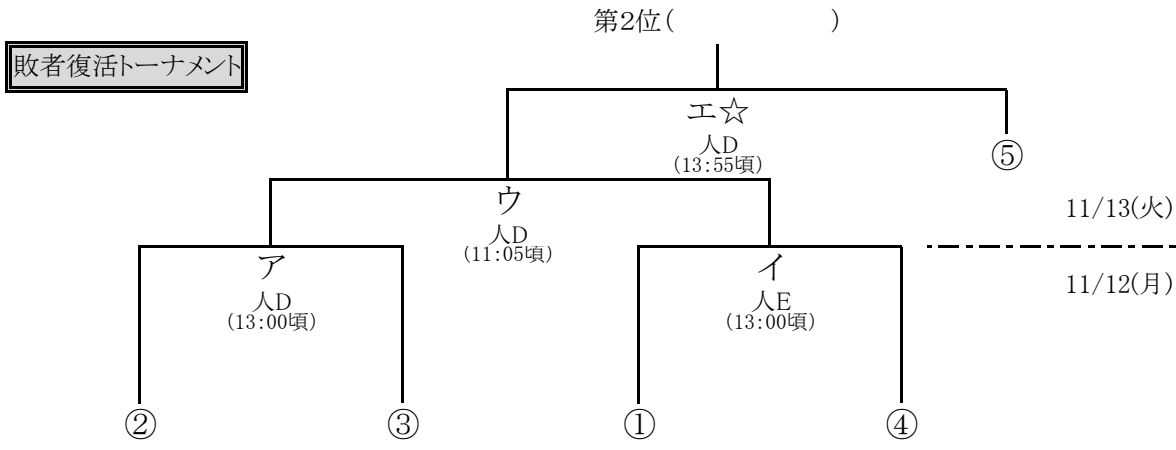 第2位(　　　　　)
敗者復活トーナメント
エ☆
人D
(13:55頃)
⑤
ウ
人D
(11:05頃)
11/13(火)
ア
人D
(13:00頃)
イ
人E
(13:00頃)
11/12(月)
②
③
①
④